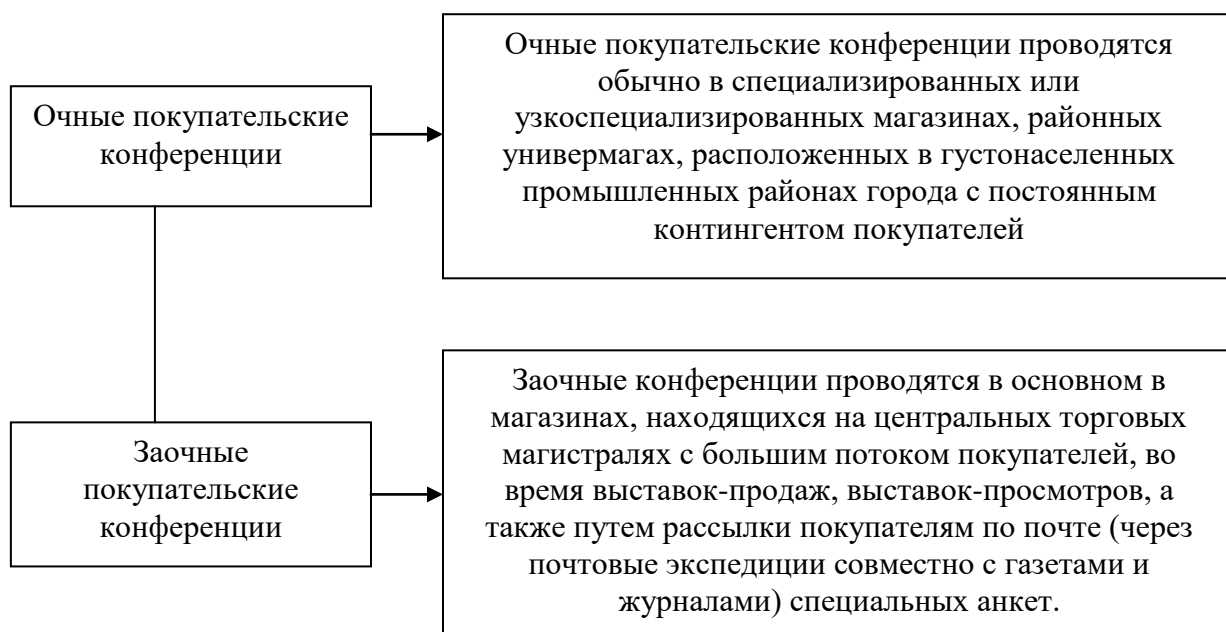 Очные покупательские
конференции
Очные покупательские конференции проводятся
обычно в специализированных или
узкоспециализированных магазинах, районных
универмагах, расположенных в густонаселенных
промышленных районах города с постоянным
контингентом покупателей
Заочные
покупательские
конференции
Заочные конференции проводятся в основном в
магазинах, находящихся на центральных торговых
магистралях с большим потоком покупателей, во
время выставок-продаж, выставок-просмотров, а
также путем рассылки покупателям по почте (через
почтовые экспедиции совместно с газетами и
журналами) специальных анкет.